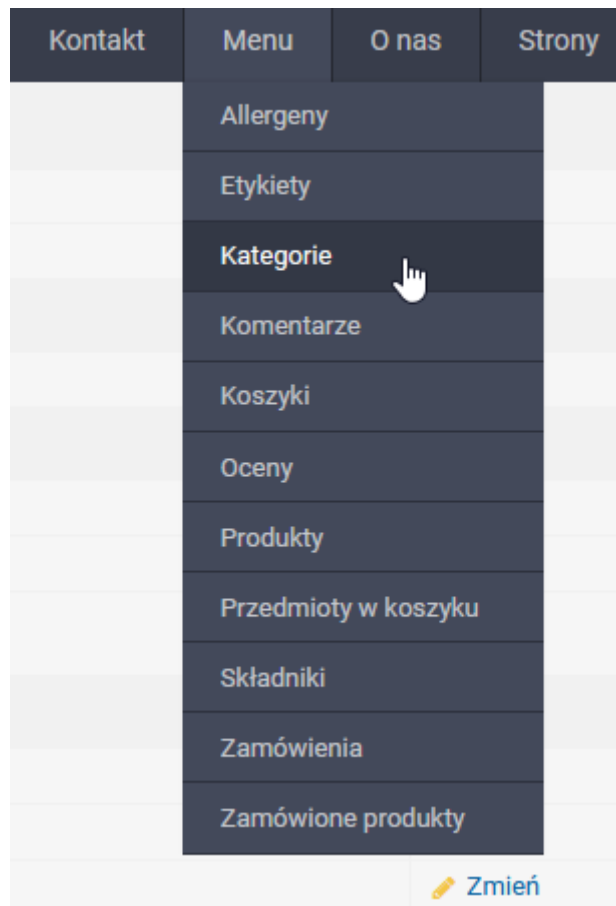 Kontakt Menu O nas Strony
Allergeny
Etykiety
Kategorie
Komentarze
Koszyki
Oceny
Produkty
Przedmioty w koszyku
Składniki
Zamówienia
Zamówione produkty
Zmień